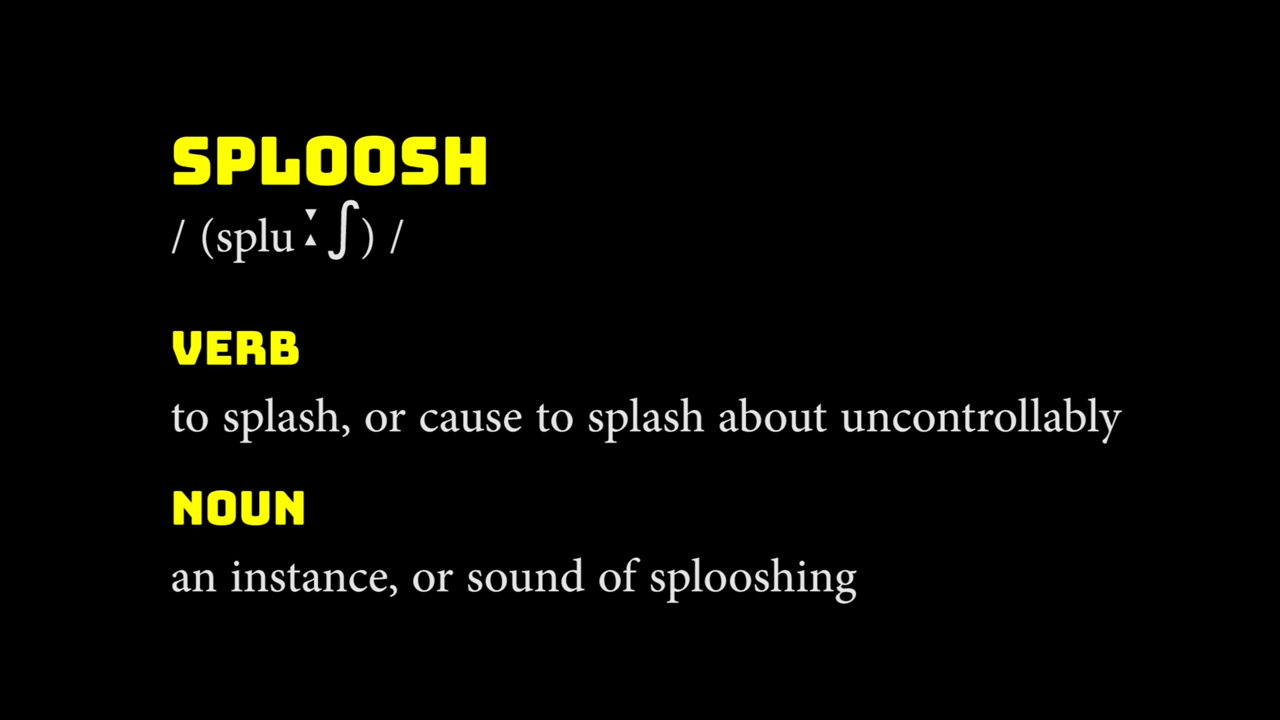 SPLOOSH
/ (spluːʃ) /
VERB
to splash, or cause to splash about uncontrollably
NOUN
an instance, or sound of splooshing